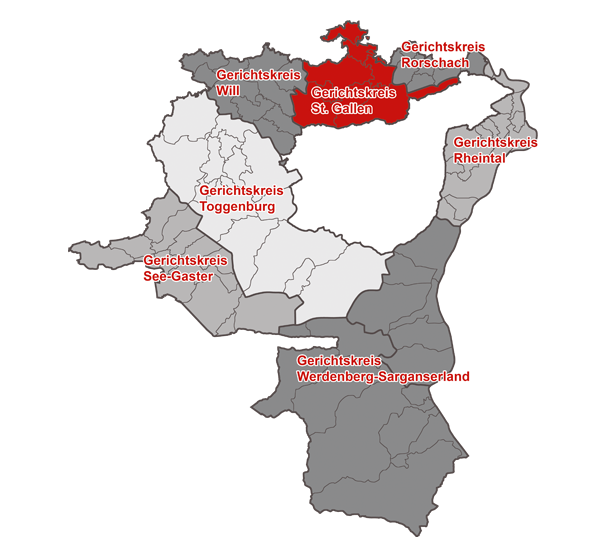 Gerichtskreis
Rorschach
Gerichtskreis
Will
Gerichtskreis
St. Gallen
Gerichtskreis
Rheintal
Gerichtskreis
Toggenburg
Gerichtskreis
See-Gaster
Gerichtskreis
Werdenberg-Sarganserland